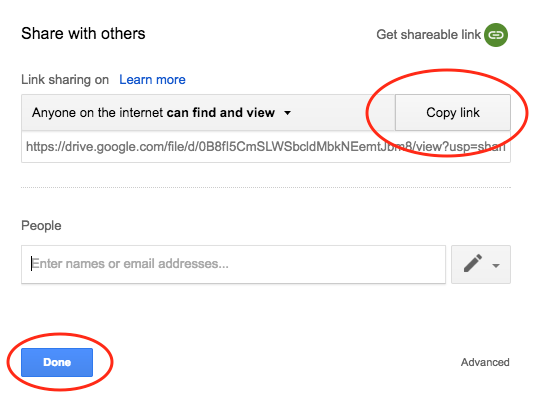 Share with others
Get shareable link
Link sharing on Learn more
Anyone on the internet can find and view
Copy link
https://drive.google.com/file/d/0B8fI5CmSLWSbcldMbkNEemtJbm8/view?usp=shari
People
Enter names or email addresses...
Done
Advanced